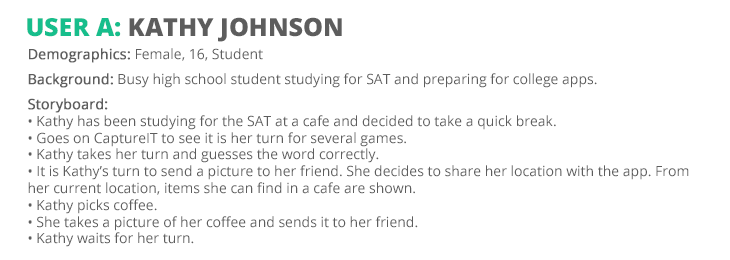 USER A: KATHY JOHNSON
Demographics: Female, 16, Student
Background: Busy high school student studying for SAT and preparing for college apps.
Storyboard:
• Kathy has been studying for the SAT at a cafe and decided to take a quick break.
• Goes on CaptureIT to see it is her turn for several games.
• Kathy takes her turn and guesses the word correctly.
• It is Kathy's turn to send a picture to her friend. She decides to share her location with the app. From
her current location, items she can find in a cafe are shown.
• Kathy picks coffee.
• She takes a picture of her coffee and sends it to her friend.
• Kathy waits for her turn.